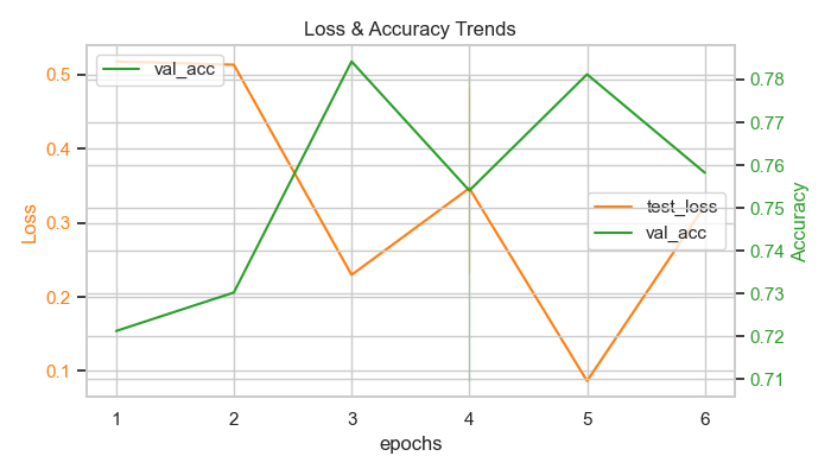 Loss & Accuracy Trends
val_acc
0.5
0.4
0.3
0.2
0.1
Loss
0.78
0.77
0.76
0.75
0.74
0.73
0.72
0.71
Accuracy
test_loss
val_acc
1 2 3 4 5 6
epochs